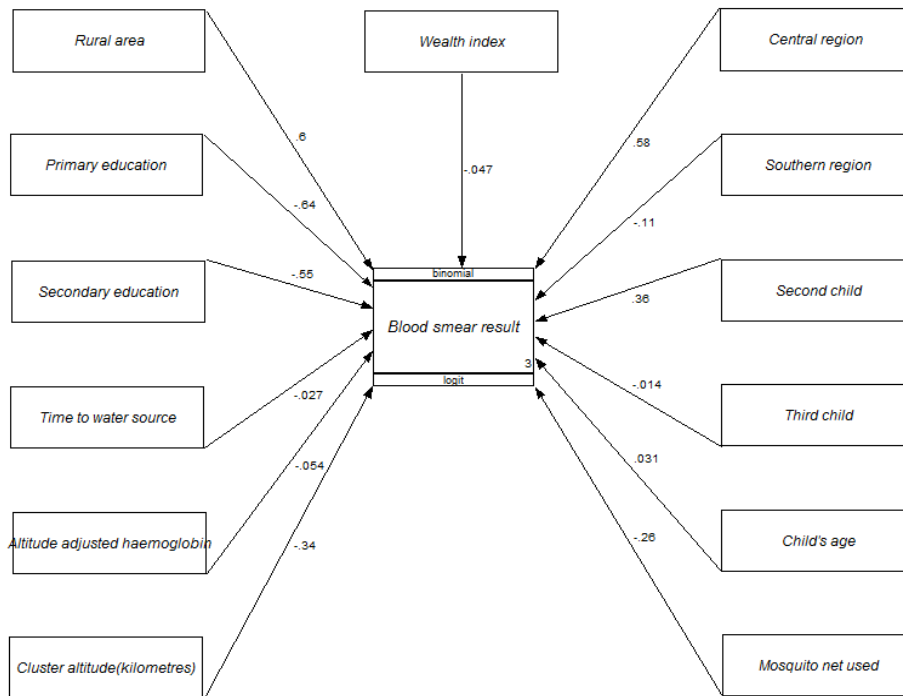 Rural area
Wealth index
Central region
.6
-.047
.58
Primary education
Southern region
-.64
-.11
Secondary education
-.55
binomial
Blood smear result
3
logit
.36
Second child
Time to water source
-.027
-.014
Third child
Altitude adjusted haemoglobin
-.054
.031
Child's age
Cluster altitude(kilometres)
-.34
-.26
Mosquito net used